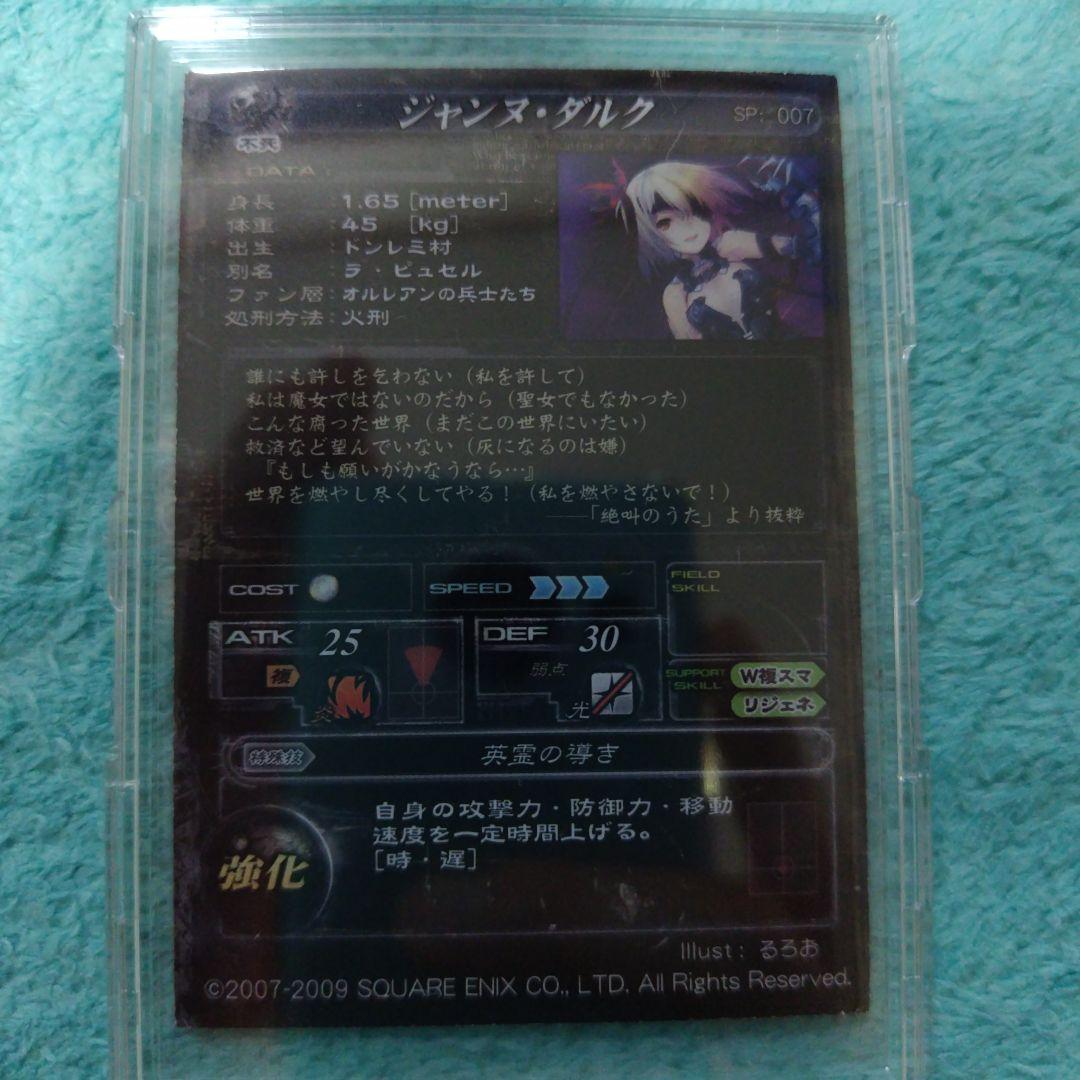 ジャンヌ・ダルク
SP: 007
不死
DATA :
身長 : 1.65 [meter]
体重 : 45 [kg]
出生 : ドンレミ村
別名 : ラ・ピュセル
ファン層 : オルレアンの兵士たち
処刑方法 : 火刑
誰にも許しを乞わない（私を許して）
私は魔女ではないのだから（聖女でもなかった）
こんな腐った世界（まだこの世界にいたい）
救済など望んでいない（灰になるのは嫌）
『もしも願いがかなうなら…』
世界を燃やし尽くしてやる！（私を燃やさないで！）
――「絶叫のうた」より抜粋
COST
SPEED
FIELD
SKILL
ATK 25
複
炎
DEF 30
弱点
光
SUPPORT
SKILL
W複スマ
リジェネ
特殊技
英霊の導き
強化
自身の攻撃力・防御力・移動
速度を一定時間上げる。
[時・遅]
Illust : るろお
©2007-2009 SQUARE ENIX CO., LTD. All Rights Reserved.